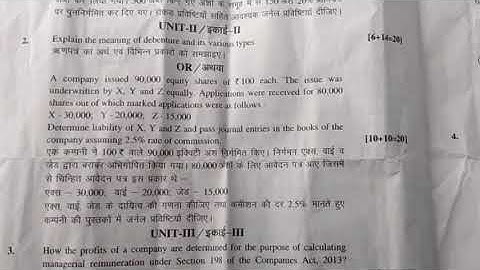 पर पुनर्निर्गमित कर दिए गए।
प्रविष्टियों सहित आवश्यक जर्नल प्रविष्टियाँ दीजिए।
UNIT-II / इकाई-II
2. Explain the meaning of debenture and its various types. [6+14=20]
ऋणपत्र का अर्थ एवं विभिन्न प्रकारों को समझाइए।
OR / अथवा
A company issued 90,000 equity shares of ₹100 each. The issue was
underwritten by X, Y and Z equally. Applications were received for 80,000
shares out of which marked applications were as follows
X - 30,000; Y - 20,000; Z - 15,000
Determine liability of X, Y and Z and pass journal entries in the books of
the company assuming 2.5% rate of commission. [10+10=20] 4.
एक कम्पनी ने 100 ₹ वाले 90,000 इक्विटी अंश निर्गमित किए। निर्गमन एक्स, वाई व
जेड द्वारा बराबर अभिगोपित किया गया। 80,000 अंशों के लिए आवेदन पत्र आए जिसमें
से चिन्हित आवेदन पत्र इस प्रकार थे –
एक्स – 30,000, वाई – 20,000; जेड – 15,000
एक्स, वाई, जेड के दायित्व की गणना कीजिए तथा कमीशन की दर 2.5% मानते हुए
कम्पनी की पुस्तकों में जर्नल प्रविष्टियाँ दीजिए।
UNIT-III / इकाई-III
3. How the profits of a company are determined for the purpose of calculating
managerial remuneration under Section 198 of the Companies Act, 2013?